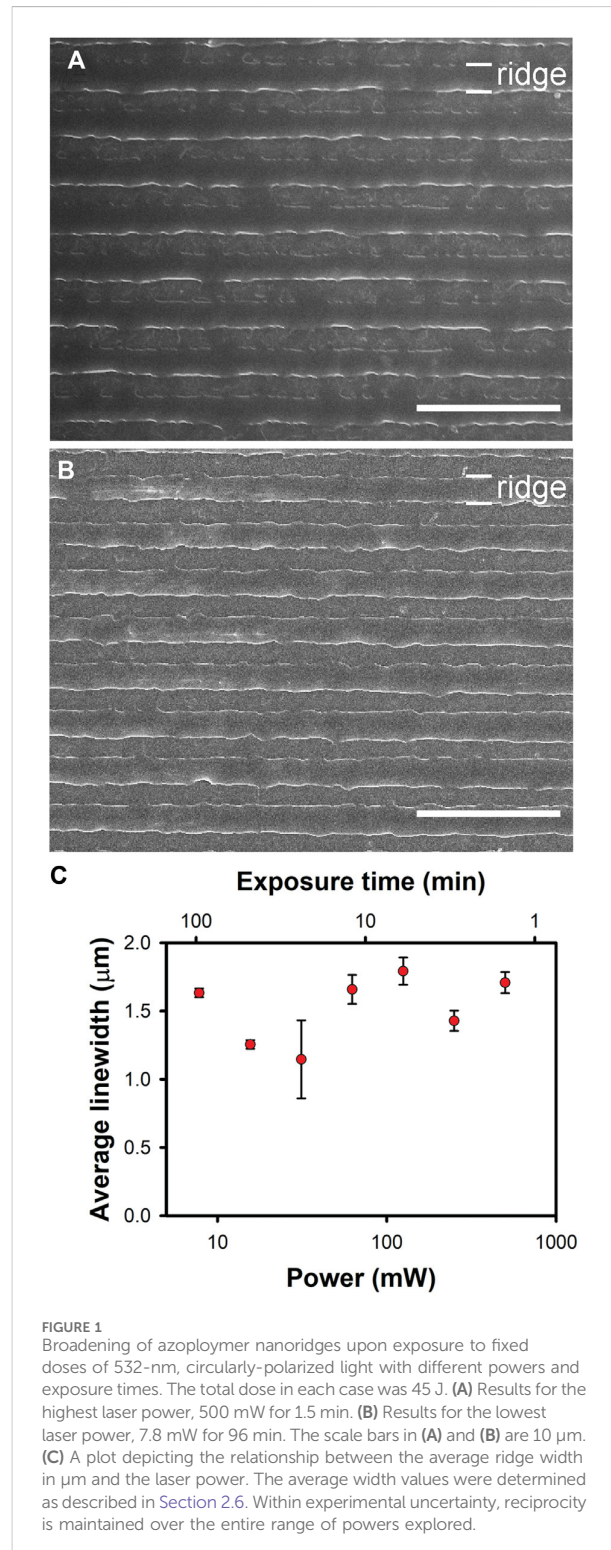 A
ridge
B
ridge
C
Exposure time (min)
100 10 1
2.0
1.5
1.0
0.5
0.0
Average linewidth (μm)
10 100 1000
Power (mW)
FIGURE 1
Broadening of azoploymer nanoridges upon exposure to fixed
doses of 532-nm, circularly-polarized light with different powers and
exposure times. The total dose in each case was 45 J. (A) Results for the
highest laser power, 500 mW for 1.5 min. (B) Results for the lowest
laser power, 7.8 mW for 96 min. The scale bars in (A) and (B) are 10 μm.
(C) A plot depicting the relationship between the average ridge width
in μm and the laser power. The average width values were determined
as described in Section 2.6. Within experimental uncertainty, reciprocity
is maintained over the entire range of powers explored.